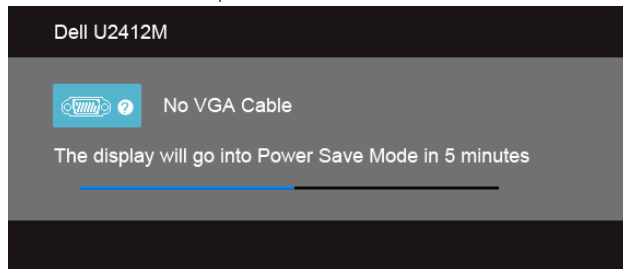 Dell U2412M
?
No VGA Cable
The display will go into Power Save Mode in 5 minutes